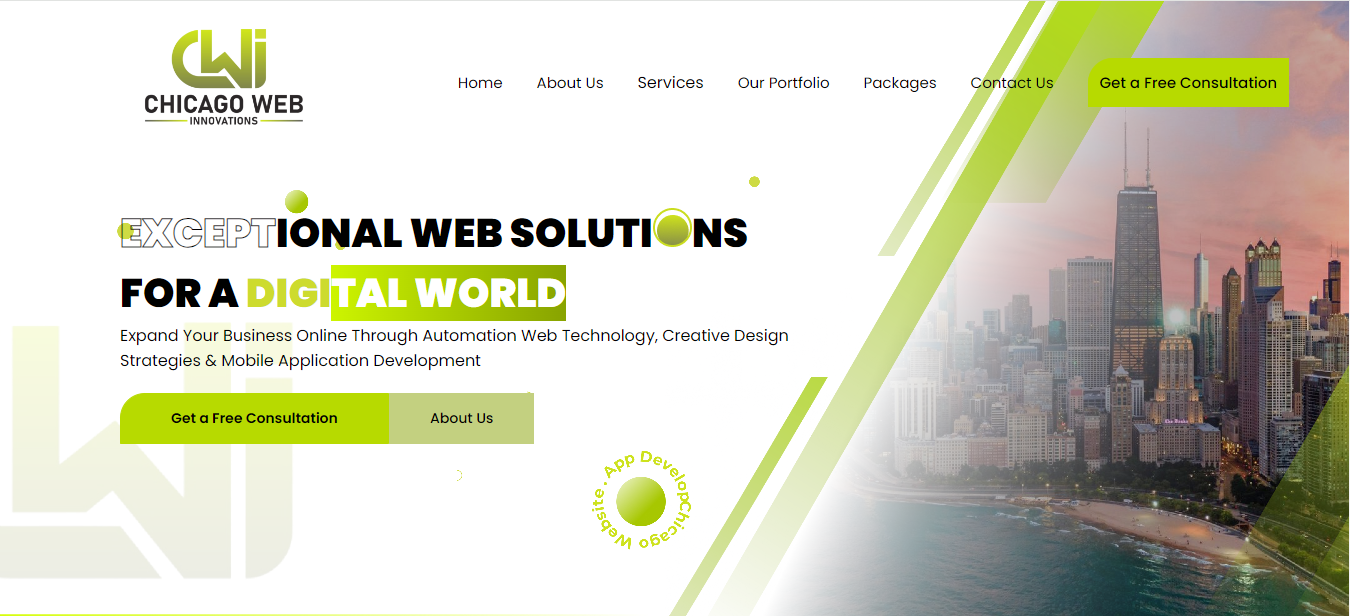 CHICAGO WEB
INNOVATIONS
Home About Us Services Our Portfolio Packages Contact Us Get a Free Consultation
EXCEPTIONAL WEB SOLUTIONS
FOR A DIGITAL WORLD
Expand Your Business Online Through Automation Web Technology, Creative Design
Strategies & Mobile Application Development
Get a Free Consultation About Us
Chicago Website . App Develop